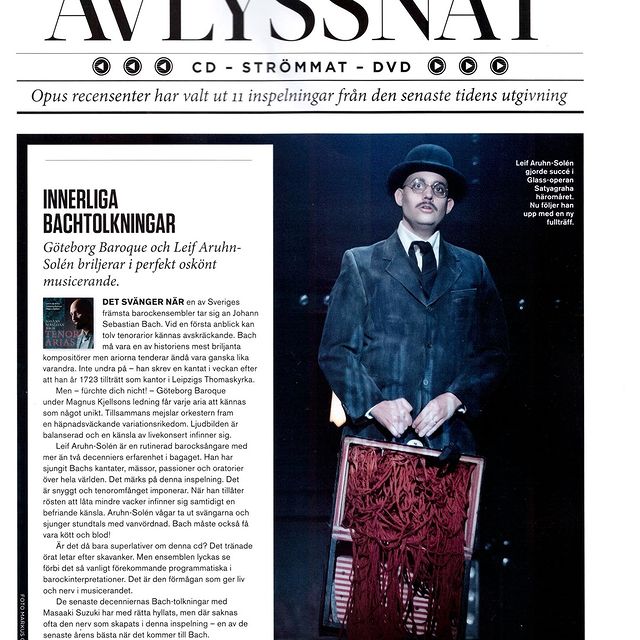 AVLYSSNAT
CD – STRÖMMAT – DVD
Opus recensenter har valt ut 11 inspelningar från den senaste tidens utgivning
Leif Aruhn-Solén
gjorde succé i
Glass-operan
Satyagraha
häromåret.
Nu följer han
upp med en ny
fullträff.
INNERLIGA
BACHTOLKNINGAR
Göteborg Baroque och Leif Aruhn-
Solén briljerar i perfekt oskönt
musicerande.
TENOR
ARIAS
DET SVÄNGER NÄR en av Sveriges
främsta barockensembler tar sig an Johann
Sebastian Bach. Vid en första anblick kan
tolv tenorarior kännas avskräckande. Bach
må vara en av historiens mest briljanta
kompositörer men ariorna tenderar ändå vara ganska lika
varandra. Inte undra på – han skrev en kantat i veckan efter
att han år 1723 tillträtt som kantor i Leipzigs Thomaskyrka.
Men – fürchte dich nicht! – Göteborg Baroque
under Magnus Kjellsons ledning får varje aria att kännas
som något unikt. Tillsammans mejslar orkestern fram
en häpnadsväckande variationsrikedom. Ljudbilden är
balanserad och en känsla av livekonsert infinner sig.
Leif Aruhn-Solén är en rutinerad barocksångare med
mer än två decenniers erfarenhet i bagaget. Han har
sjungit Bachs kantater, mässor, passioner och oratorier
över hela världen. Det märks på denna inspelning. Det
är snyggt och tenoromfånget imponerar. När han tillåter
rösten att låta mindre vacker infinner sig samtidigt en
befriande känsla. Aruhn-Solén vågar ta ut svängarna och
sjunger stundtals med vanvördnad. Bach måste också få
vara kött och blod!
Är det då bara superlativer om denna cd? Det tränade
örat letar efter skavanker. Men ensemblen lyckas se
förbi det så vanligt förekommande programmatiska i
barockinterpretationer. Det är den förmågan som ger liv
och nerv i musicerandet.
De senaste decenniernas Bach-tolkning med
Masaaki Suzuki har med rätta hyllats, men där saknas
ofta den nerv som skapats i denna inspelning – en av de
senaste årens bästa när det kommer till Bach.
FOTO MARKUS